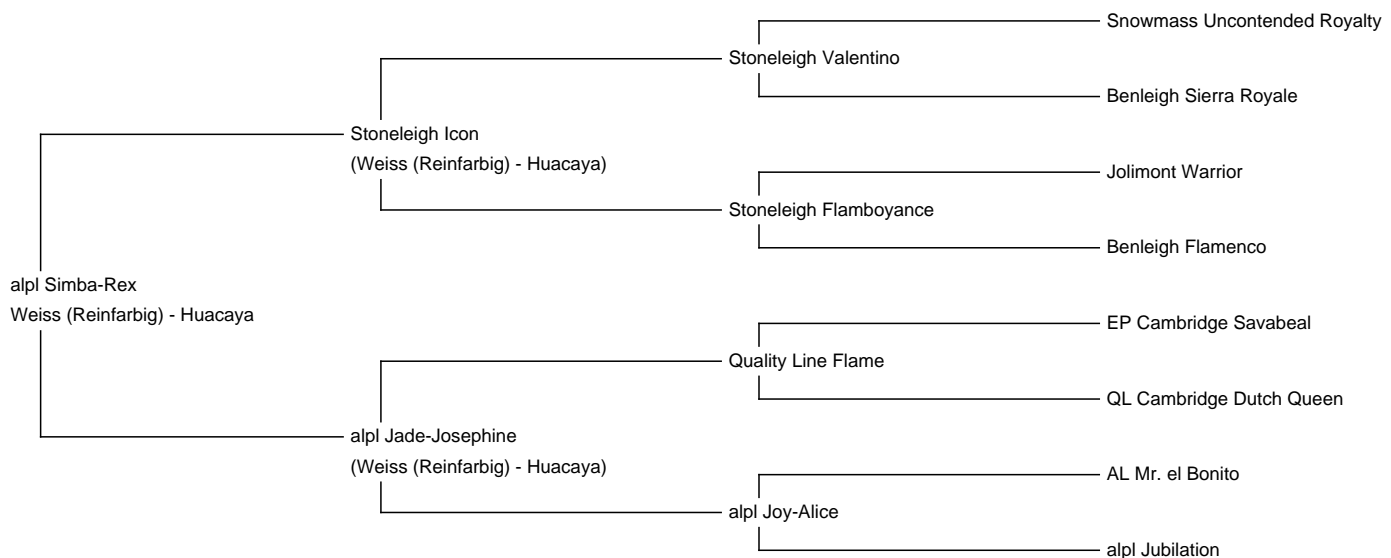 Snowmass Uncontended Royalty
Stoneleigh Valentino
Benleigh Sierra Royale
Stoneleigh Icon
(Weiss (Reinfarbig) - Huacaya)
Jolimont Warrior
Stoneleigh Flamboyance
Benleigh Flamenco
alpl Simba-Rex
Weiss (Reinfarbig) - Huacaya
EP Cambridge Savabeal
Quality Line Flame
QL Cambridge Dutch Queen
alpl Jade-Josephine
(Weiss (Reinfarbig) - Huacaya)
AL Mr. el Bonito
alpl Joy-Alice
alpl Jubilation